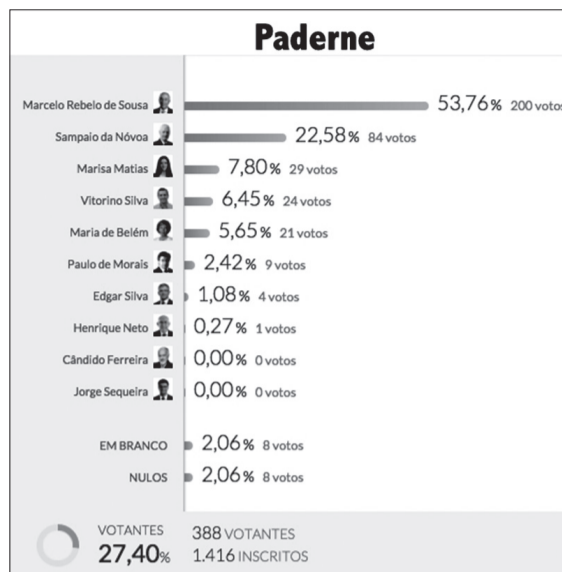 Paderne
Marcelo Rebelo de Sousa 53,76% 200 votos
Sampaio da Nóvoa 22,58% 84 votos
Marisa Matias 7,80% 29 votos
Vitorino Silva 6,45% 24 votos
Maria de Belém 5,65% 21 votos
Paulo de Morais 2,42% 9 votos
Edgar Silva 1,08% 4 votos
Henrique Neto 0,27% 1 votos
Cândido Ferreira 0,00% 0 votos
Jorge Sequeira 0,00% 0 votos
EM BRANCO 2,06% 8 votos
NULOS 2,06% 8 votos
VOTANTES 388 VOTANTES
27,40% 1.416 INSCRITOS